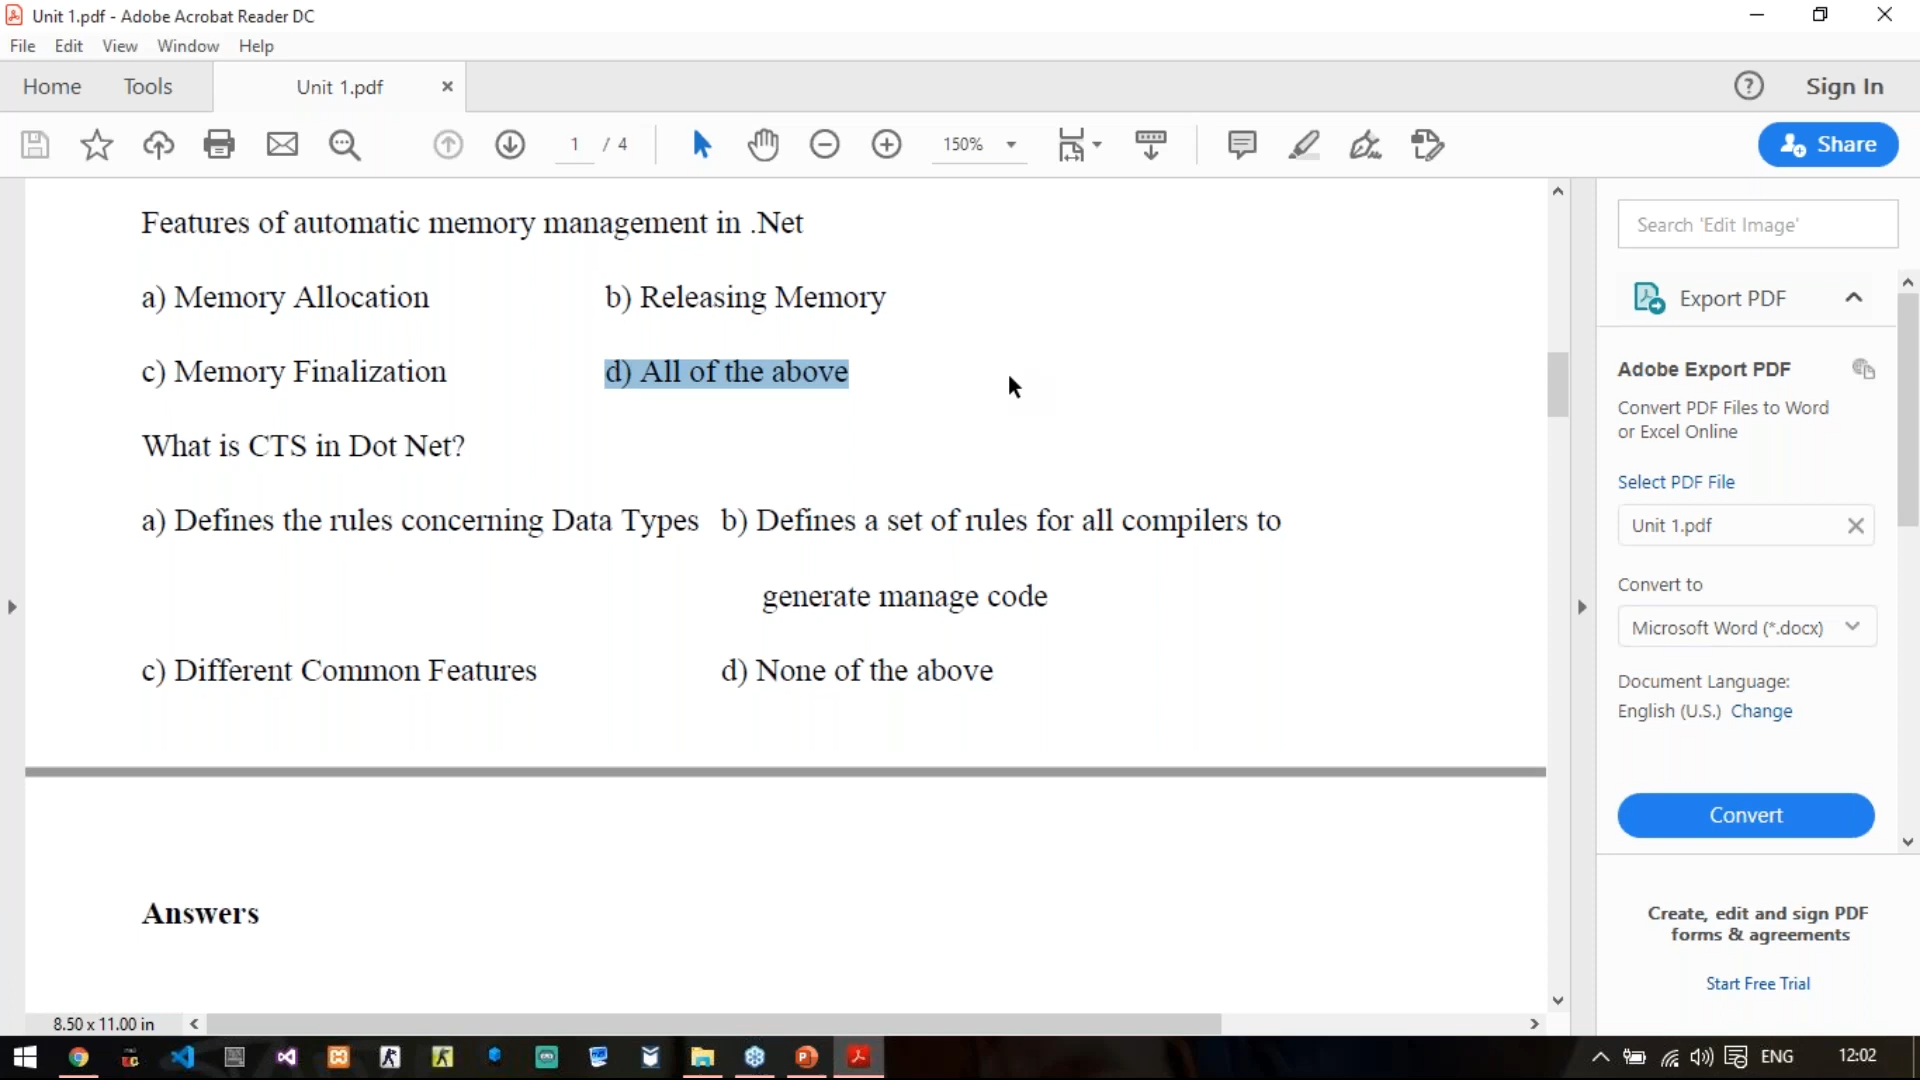 Unit 1.pdf - Adobe Acrobat Reader DC
File Edit View Window Help
Home Tools Unit 1.pdf × Sign In
1 / 4 150% Share
Features of automatic memory management in .Net
a) Memory Allocation b) Releasing Memory
c) Memory Finalization d) All of the above
What is CTS in Dot Net?
a) Defines the rules concerning Data Types b) Defines a set of rules for all compilers to
generate manage code
c) Different Common Features d) None of the above
Answers
8.50 x 11.00 in
Search 'Edit Image'
Export PDF
Adobe Export PDF
Convert PDF Files to Word
or Excel Online
Select PDF File
Unit 1.pdf
Convert to
Microsoft Word (*.docx)
Document Language:
English (U.S.) Change
Convert
Create, edit and sign PDF
forms & agreements
Start Free Trial
ENG 12:02